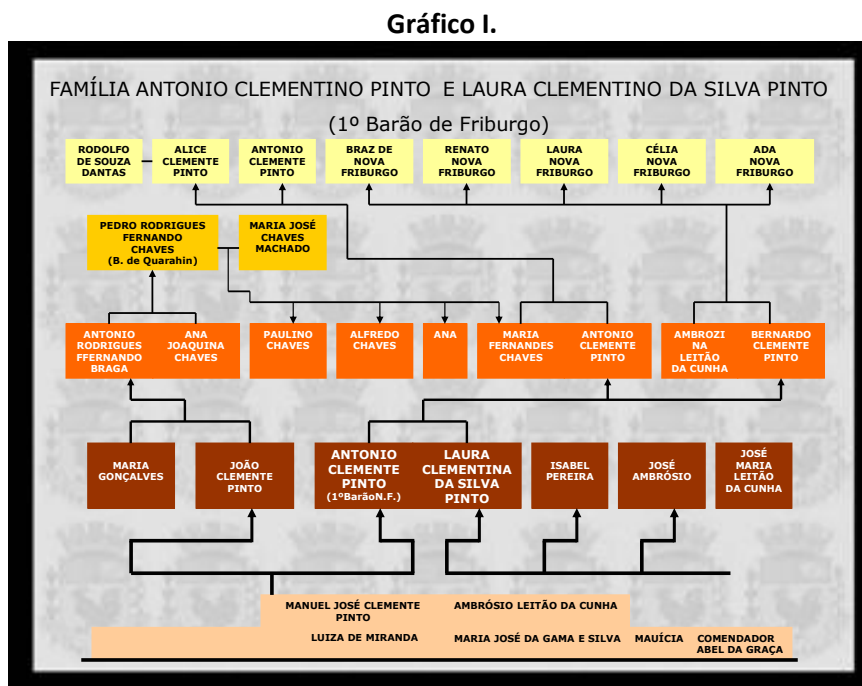 Gráfico I.
FAMÍLIA ANTONIO CLEMENTINO PINTO E LAURA CLEMENTINO DA SILVA PINTO
(1º Barão de Friburgo)
RODOLFO
DE SOUZA
DANTAS
ALICE
CLEMENTE
PINTO
ANTONIO
CLEMENTE
PINTO
BRAZ DE
NOVA
FRIBURGO
RENATO
NOVA
FRIBURGO
LAURA
NOVA
FRIBURGO
CÉLIA
NOVA
FRIBURGO
ADA
NOVA
FRIBURGO
PEDRO RODRIGUES
FERNANDO
CHAVES
(B. de Quarahin)
MARIA JOSÉ
CHAVES
MACHADO
ANTONIO
RODRIGUES
FFERNANDO
BRAGA
ANA
JOAQUINA
CHAVES
PAULINO
CHAVES
ALFREDO
CHAVES
ANA
MARIA
FERNANDES
CHAVES
ANTONIO
CLEMENTE
PINTO
AMBROZI
NA
LEITÃO
DA CUNHA
BERNARDO
CLEMENTE
PINTO
MARIA
GONÇALVES
JOÃO
CLEMENTE
PINTO
ANTONIO
CLEMENTE
PINTO
(1ºBarãoN.F.)
LAURA
CLEMENTINA
DA SILVA
PINTO
ISABEL
PEREIRA
JOSÉ
AMBRÓSIO
JOSÉ
MARIA
LEITÃO
DA CUNHA
MANUEL JOSÉ CLEMENTE
PINTO
AMBRÓSIO LEITÃO DA CUNHA
LUIZA DE MIRANDA
MARIA JOSÉ DA GAMA E SILVA
MAUÍCIA
COMENDADOR
ABEL DA GRAÇA